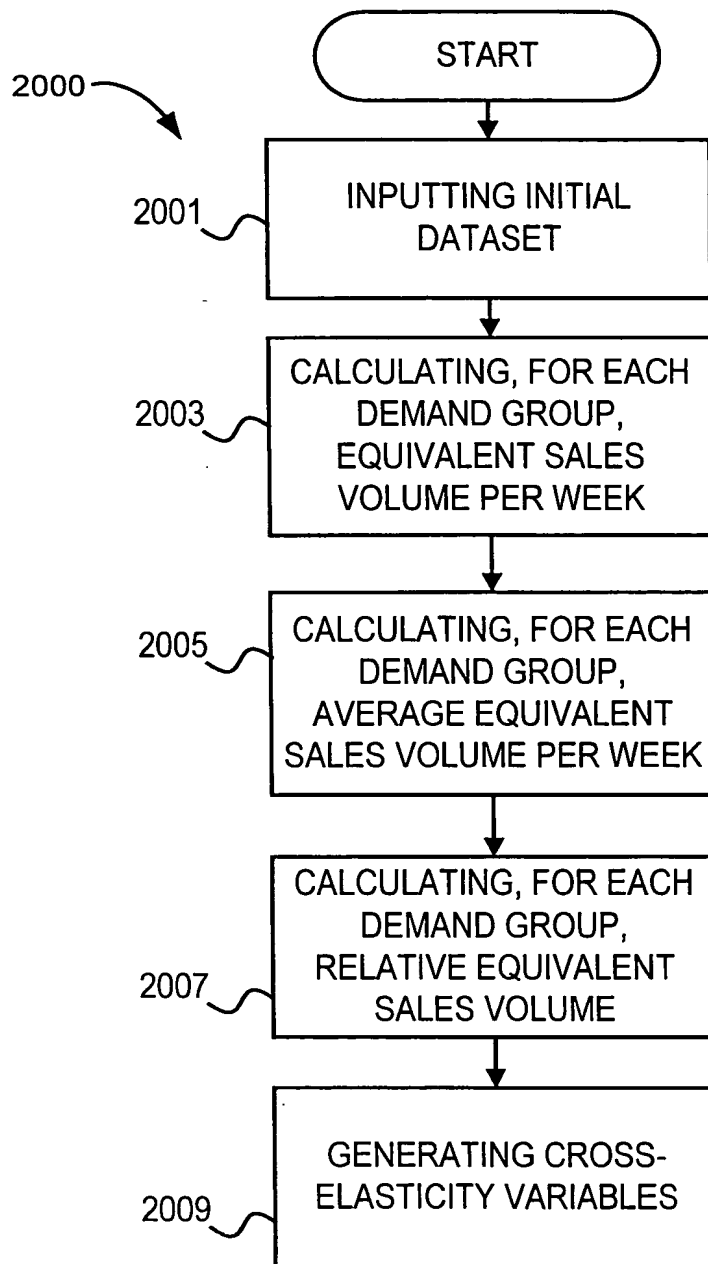 START
2000
2001
INPUTTING INITIAL
DATASET
2003
CALCULATING, FOR EACH
DEMAND GROUP,
EQUIVALENT SALES
VOLUME PER WEEK
2005
CALCULATING, FOR EACH
DEMAND GROUP,
AVERAGE EQUIVALENT
SALES VOLUME PER WEEK
2007
CALCULATING, FOR EACH
DEMAND GROUP,
RELATIVE EQUIVALENT
SALES VOLUME
2009
GENERATING CROSS-
ELASTICITY VARIABLES